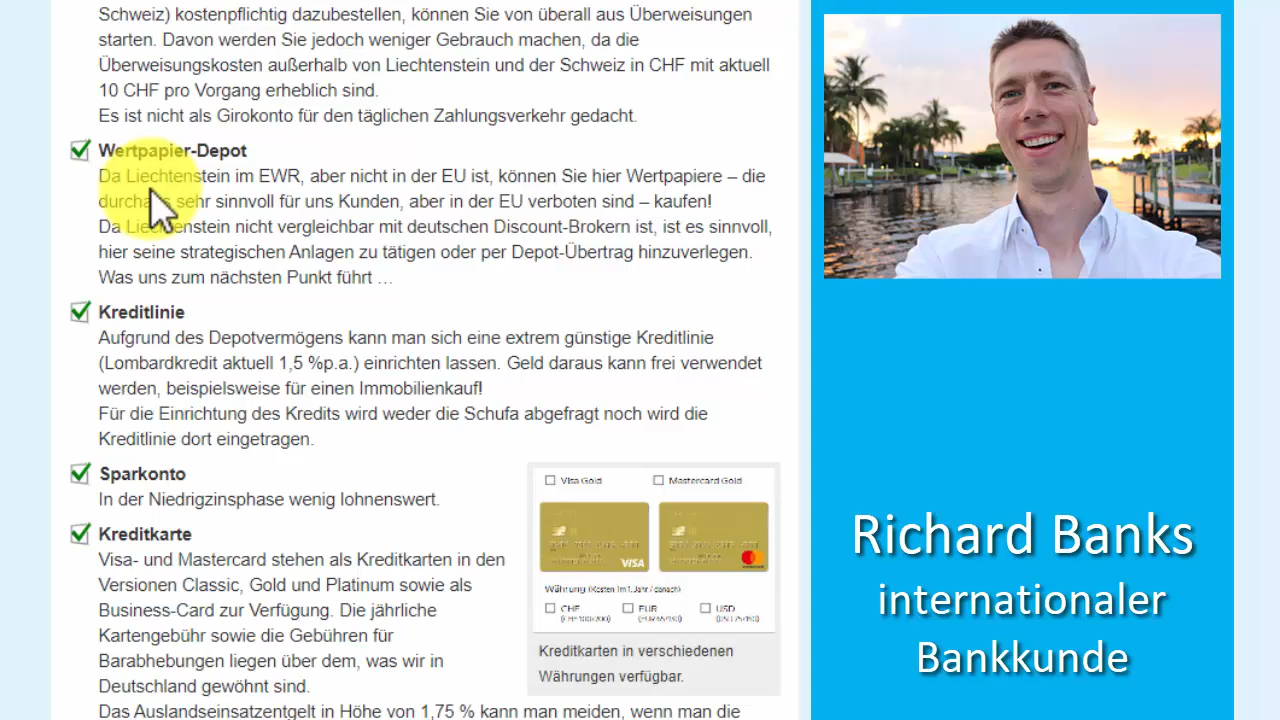 Schweiz) kostenpflichtig dazubestellen, können Sie von überall aus Überweisungen
starten. Davon werden Sie jedoch weniger Gebrauch machen, da die
Überweisungskosten außerhalb von Liechtenstein und der Schweiz in CHF mit aktuell
10 CHF pro Vorgang erheblich sind.
Es ist nicht als Girokonto für den täglichen Zahlungsverkehr gedacht.
Wertpapier-Depot
Da Liechtenstein im EWR, aber nicht in der EU ist, können Sie hier Wertpapiere – die
durchaus sehr sinnvoll für uns Kunden, aber in der EU verboten sind – kaufen!
Da Liechtenstein nicht vergleichbar mit deutschen Discount-Brokern ist, ist es sinnvoll,
hier seine strategischen Anlagen zu tätigen oder per Depot-Übertrag hinzuverlegen.
Was uns zum nächsten Punkt führt …
Kreditlinie
Aufgrund des Depotvermögens kann man sich eine extrem günstige Kreditlinie
(Lombardkredit aktuell 1,5 %p.a.) einrichten lassen. Geld daraus kann frei verwendet
werden, beispielsweise für einen Immobilienkauf!
Für die Einrichtung des Kredits wird weder die Schufa abgefragt noch wird die
Kreditlinie dort eingetragen.
Sparkonto
In der Niedrigzinsphase wenig lohnenswert.
Kreditkarte
Visa- und Mastercard stehen als Kreditkarten in den
Versionen Classic, Gold und Platinum sowie als
Business-Card zur Verfügung. Die jährliche
Kartengebühr sowie die Gebühren für
Barabhebungen liegen über dem, was wir in
Deutschland gewöhnt sind.
Das Auslandseinsatzentgelt in Höhe von 1,75 % kann man meiden, wenn man die
Visa Gold Mastercard Gold
VISA
Währung (Kosten im 1. Jahr / danach)
CHF EUR USD
Kreditkarten in verschiedenen
Währungen verfügbar.
Richard Banks
internationaler
Bankkunde